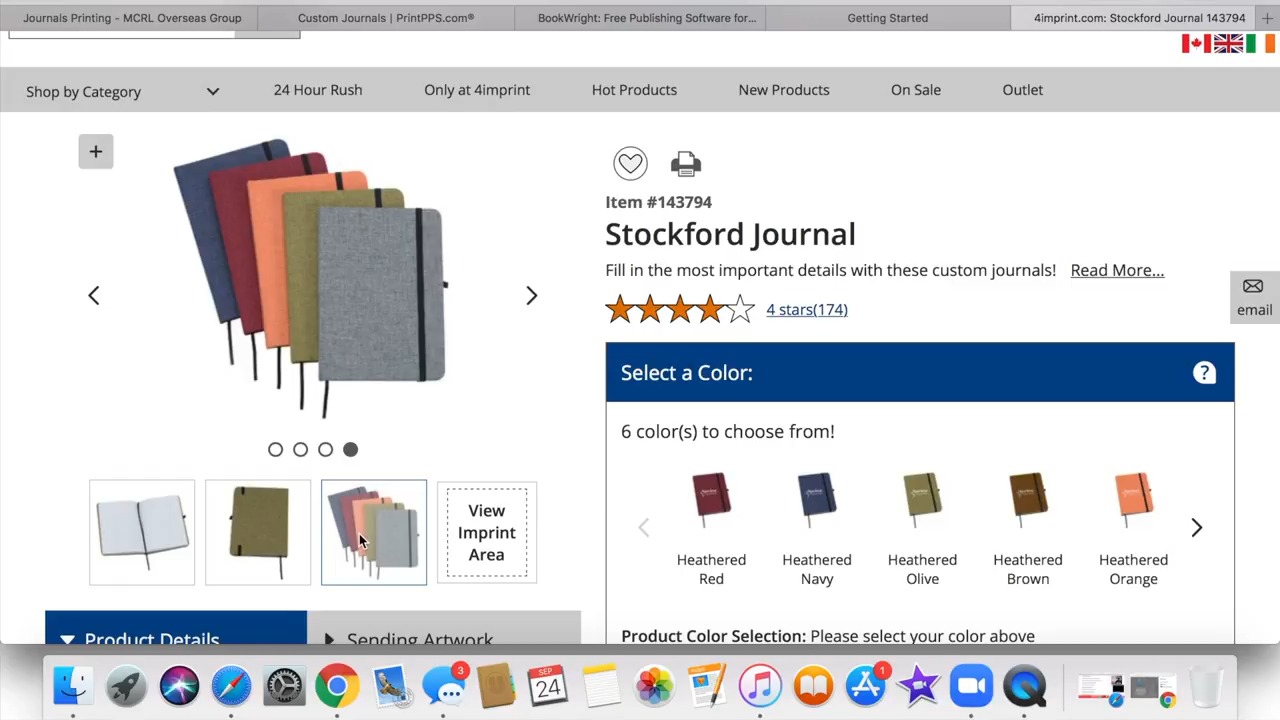 Journals Printing - MCRL Overseas Group
Custom Journals | PrintPPS.com®
BookWright: Free Publishing Software for...
Getting Started
4imprint.com: Stockford Journal 143794
Shop by Category
24 Hour Rush
Only at 4imprint
Hot Products
New Products
On Sale
Outlet
Item #143794
Stockford Journal
Fill in the most important details with these custom journals! Read More...
4 stars(174)
email
Select a Color:
?
6 color(s) to choose from!
View
Imprint
Area
Heathered
Red
Heathered
Navy
Heathered
Olive
Heathered
Brown
Heathered
Orange
Product Color Selection: Please select your color above
Product Details
Sending Artwork
3
SEP
24
1